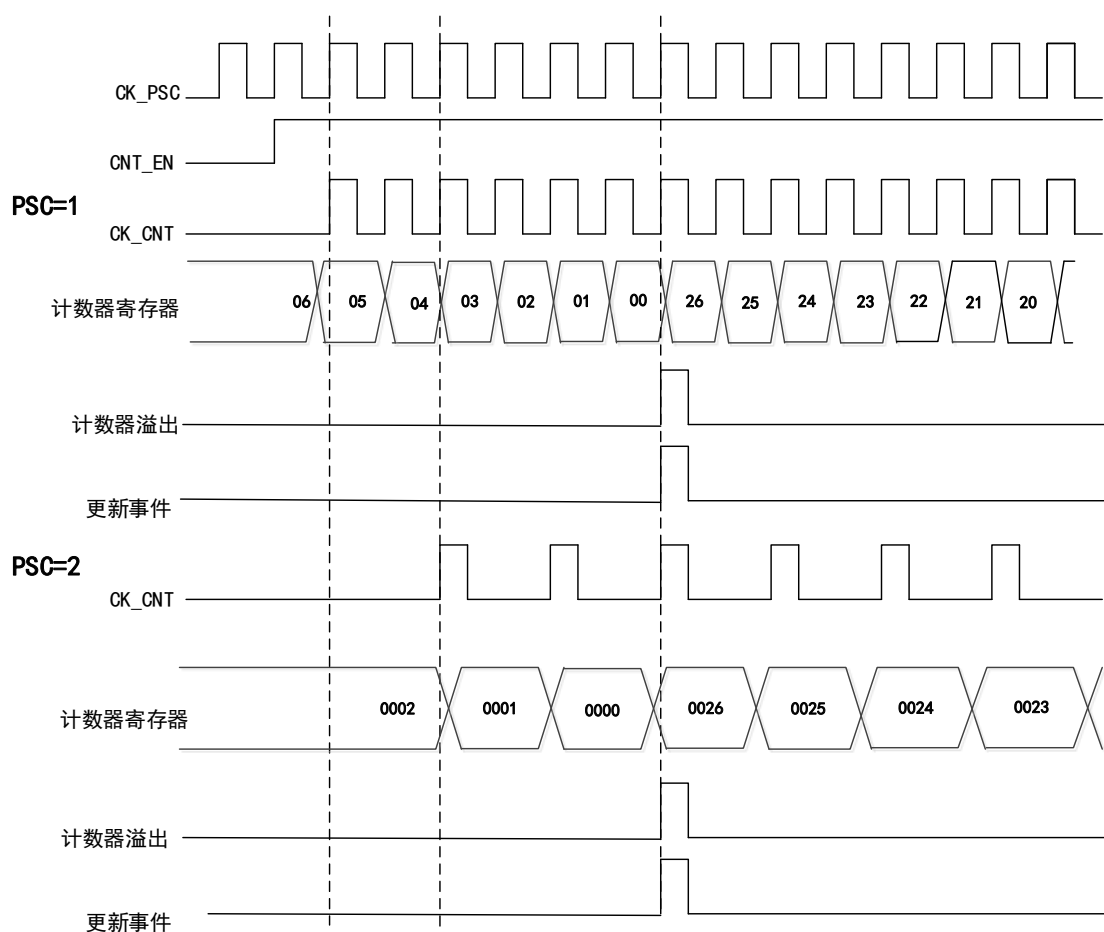 CK_PSC
CNT_EN
PSC=1
CK_CNT
计数器寄存器 06 05 04 03 02 01 00 26 25 24 23 22 21 20
计数器溢出
更新事件
PSC=2
CK_CNT
计数器寄存器 0002 0001 0000 0026 0025 0024 0023
计数器溢出
更新事件